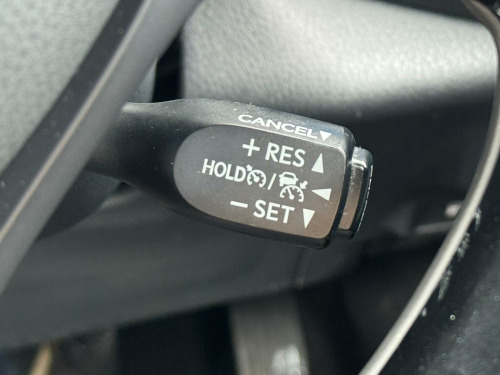 CANCEL
+ RES
HOLD /
- SET